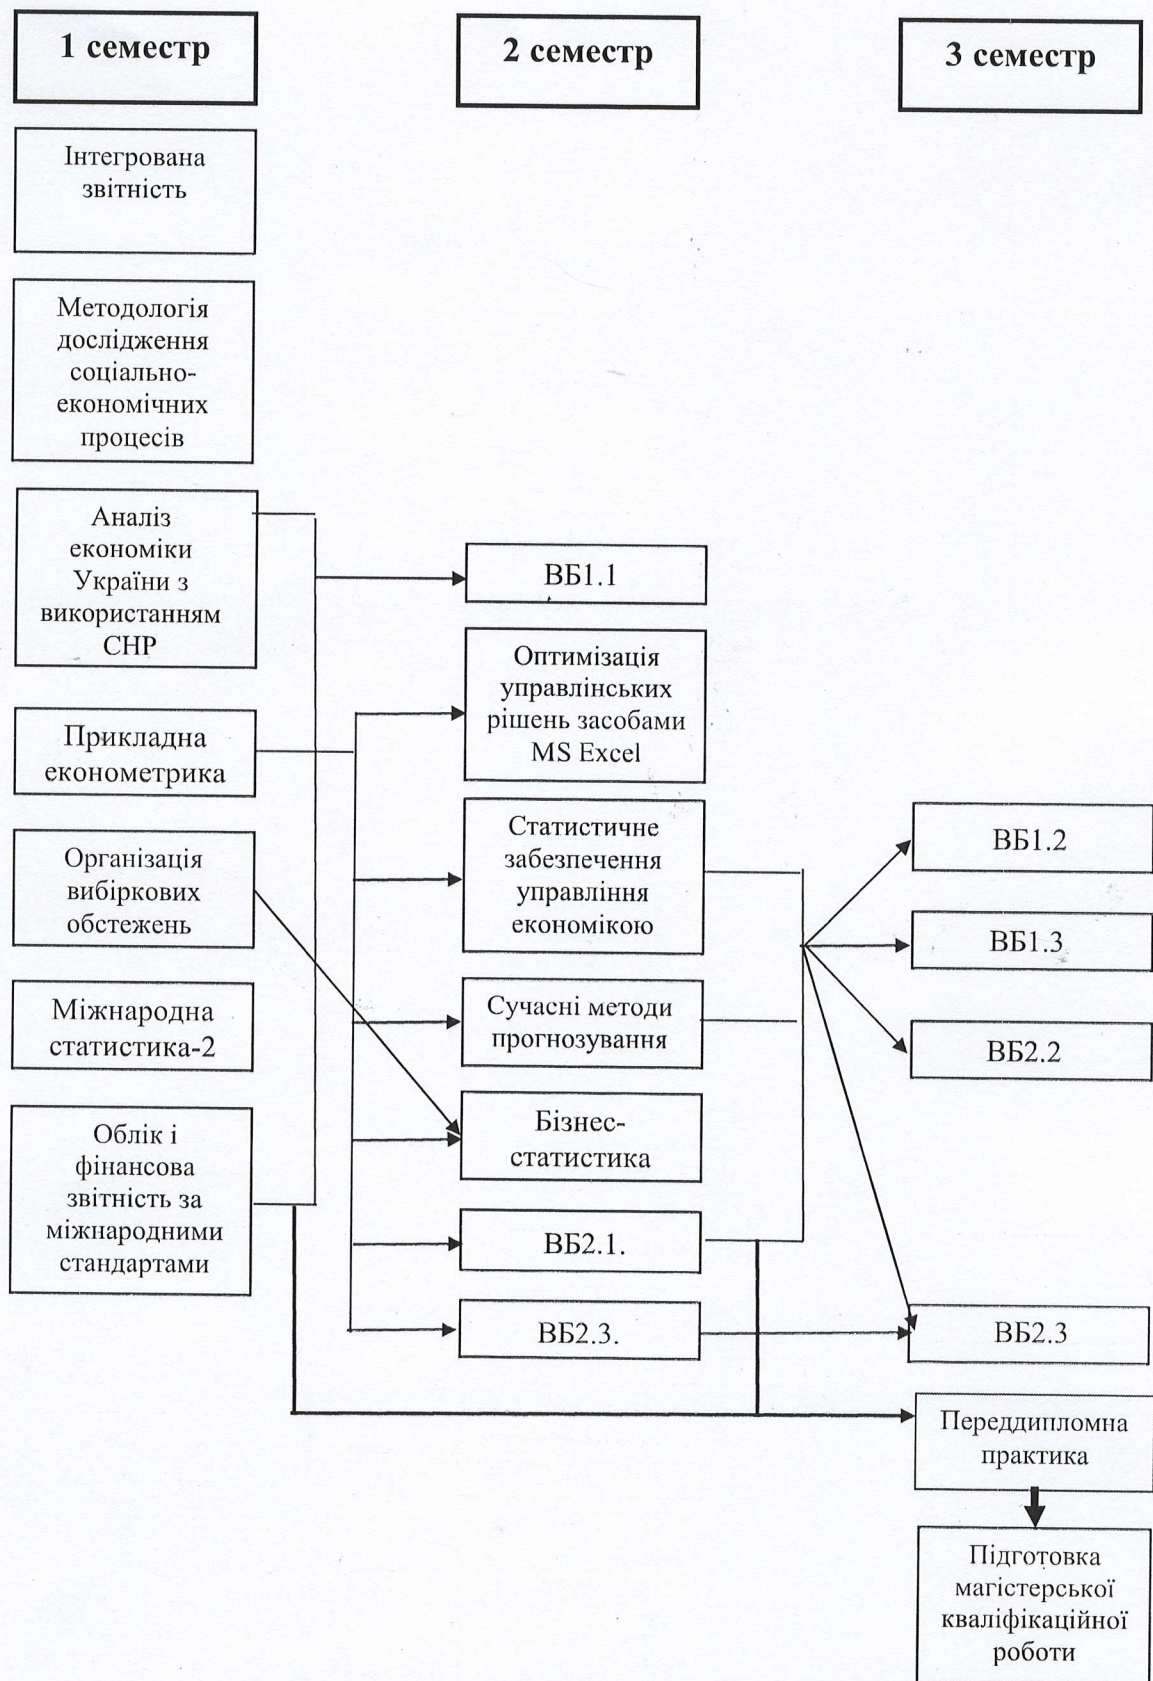 1 семестр
2 семестр
3 семестр
Інтегрована
звітність
Методологія
дослідження
соціально-
економічних
процесів
Аналіз
економіки
України з
використанням
СНР
Прикладна
економетрика
Організація
вибіркових
обстежень
Міжнародна
статистика-2
Облік і
фінансова
звітність за
міжнародними
стандартами
ВБ1.1
Оптимізація
управлінських
рішень засобами
MS Excel
Статистичне
забезпечення
управління
економікою
Сучасні методи
прогнозування
Бізнес-
статистика
ВБ2.1.
ВБ2.3.
ВБ1.2
ВБ1.3
ВБ2.2
ВБ2.3
Переддипломна
практика
Підготовка
магістерської
кваліфікаційної
роботи